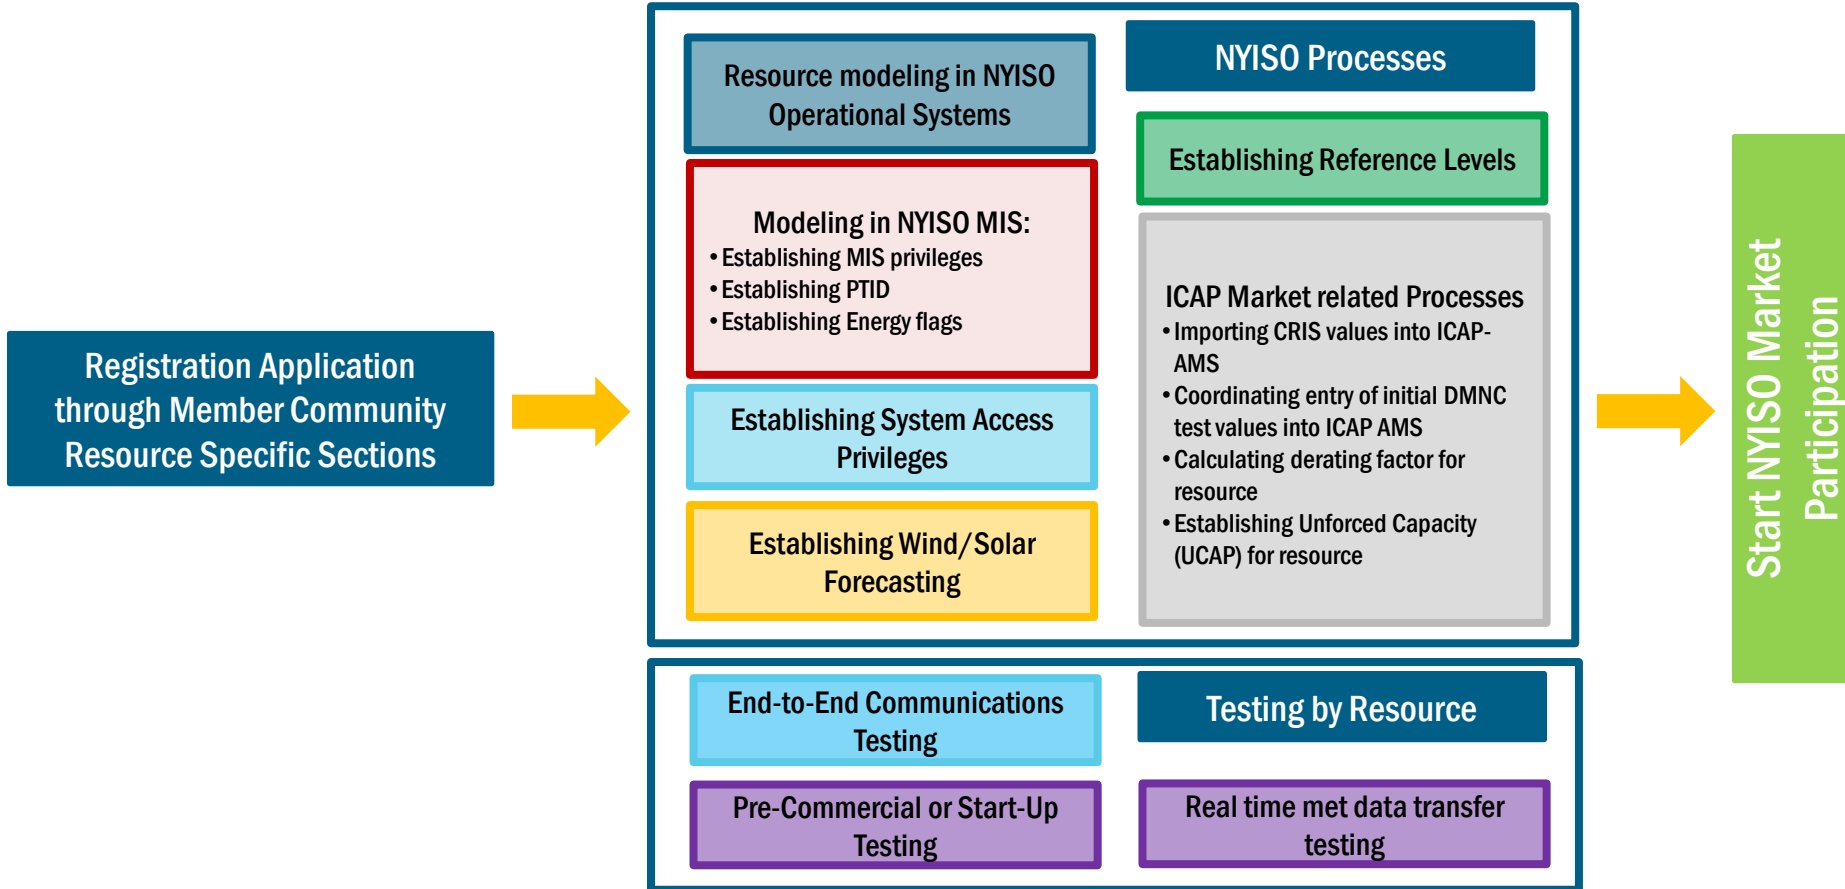 Registration Application
through Member Community
Resource Specific Sections
Resource modeling in NYISO
Operational Systems
Modeling in NYISO MIS:
• Establishing MIS privileges
• Establishing PTID
• Establishing Energy flags
Establishing System Access
Privileges
Establishing Wind/Solar
Forecasting
NYISO Processes
Establishing Reference Levels
ICAP Market related Processes
• Importing CRIS values into ICAP-
AMS
• Coordinating entry of initial DMNC
test values into ICAP AMS
• Calculating derating factor for
resource
• Establishing Unforced Capacity
(UCAP) for resource
End-to-End Communications
Testing
Testing by Resource
Pre-Commercial or Start-Up
Testing
Real time met data transfer
testing
Start NYISO Market
Participation